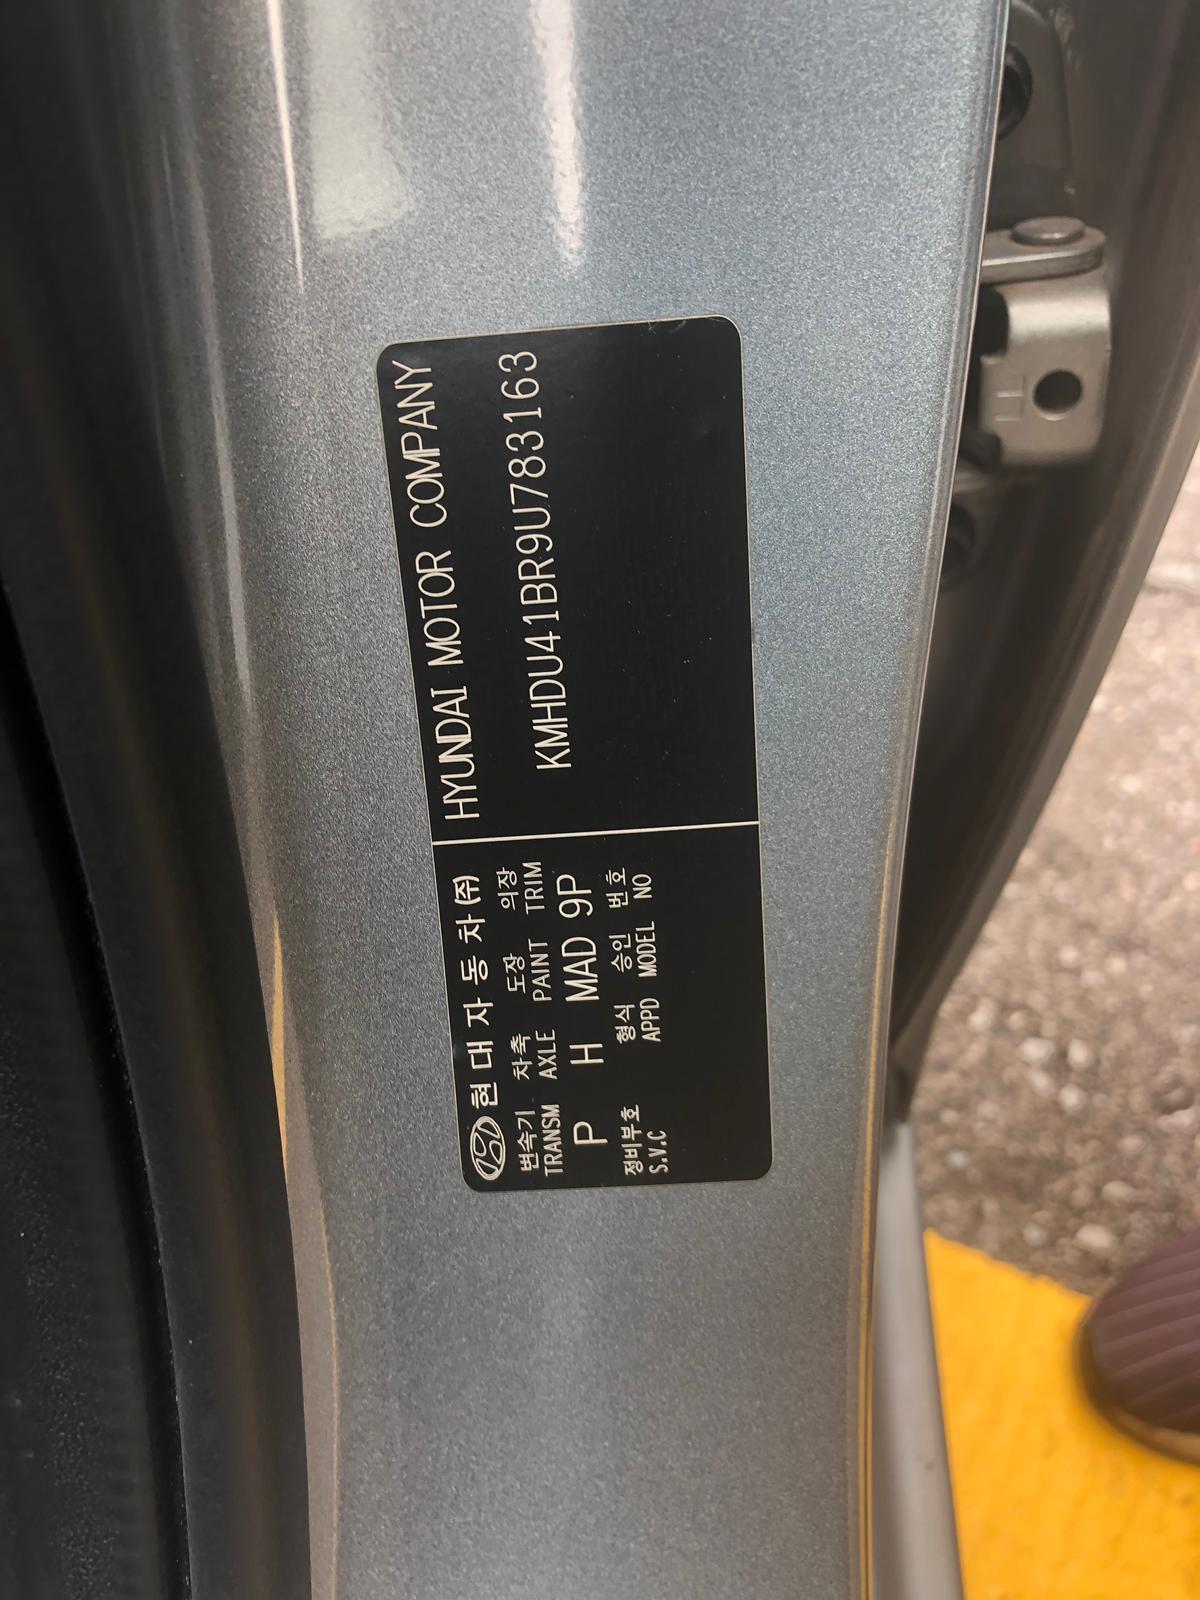 현대자동차(주)
변속기 차축 도장 의장
TRANSM AXLE PAINT TRIM
P H MAD 9P
정비부호 형식 승인 번호
S.V.C APPD MODEL NO
HYUNDAI MOTOR COMPANY
KMHDU41BR9U783163